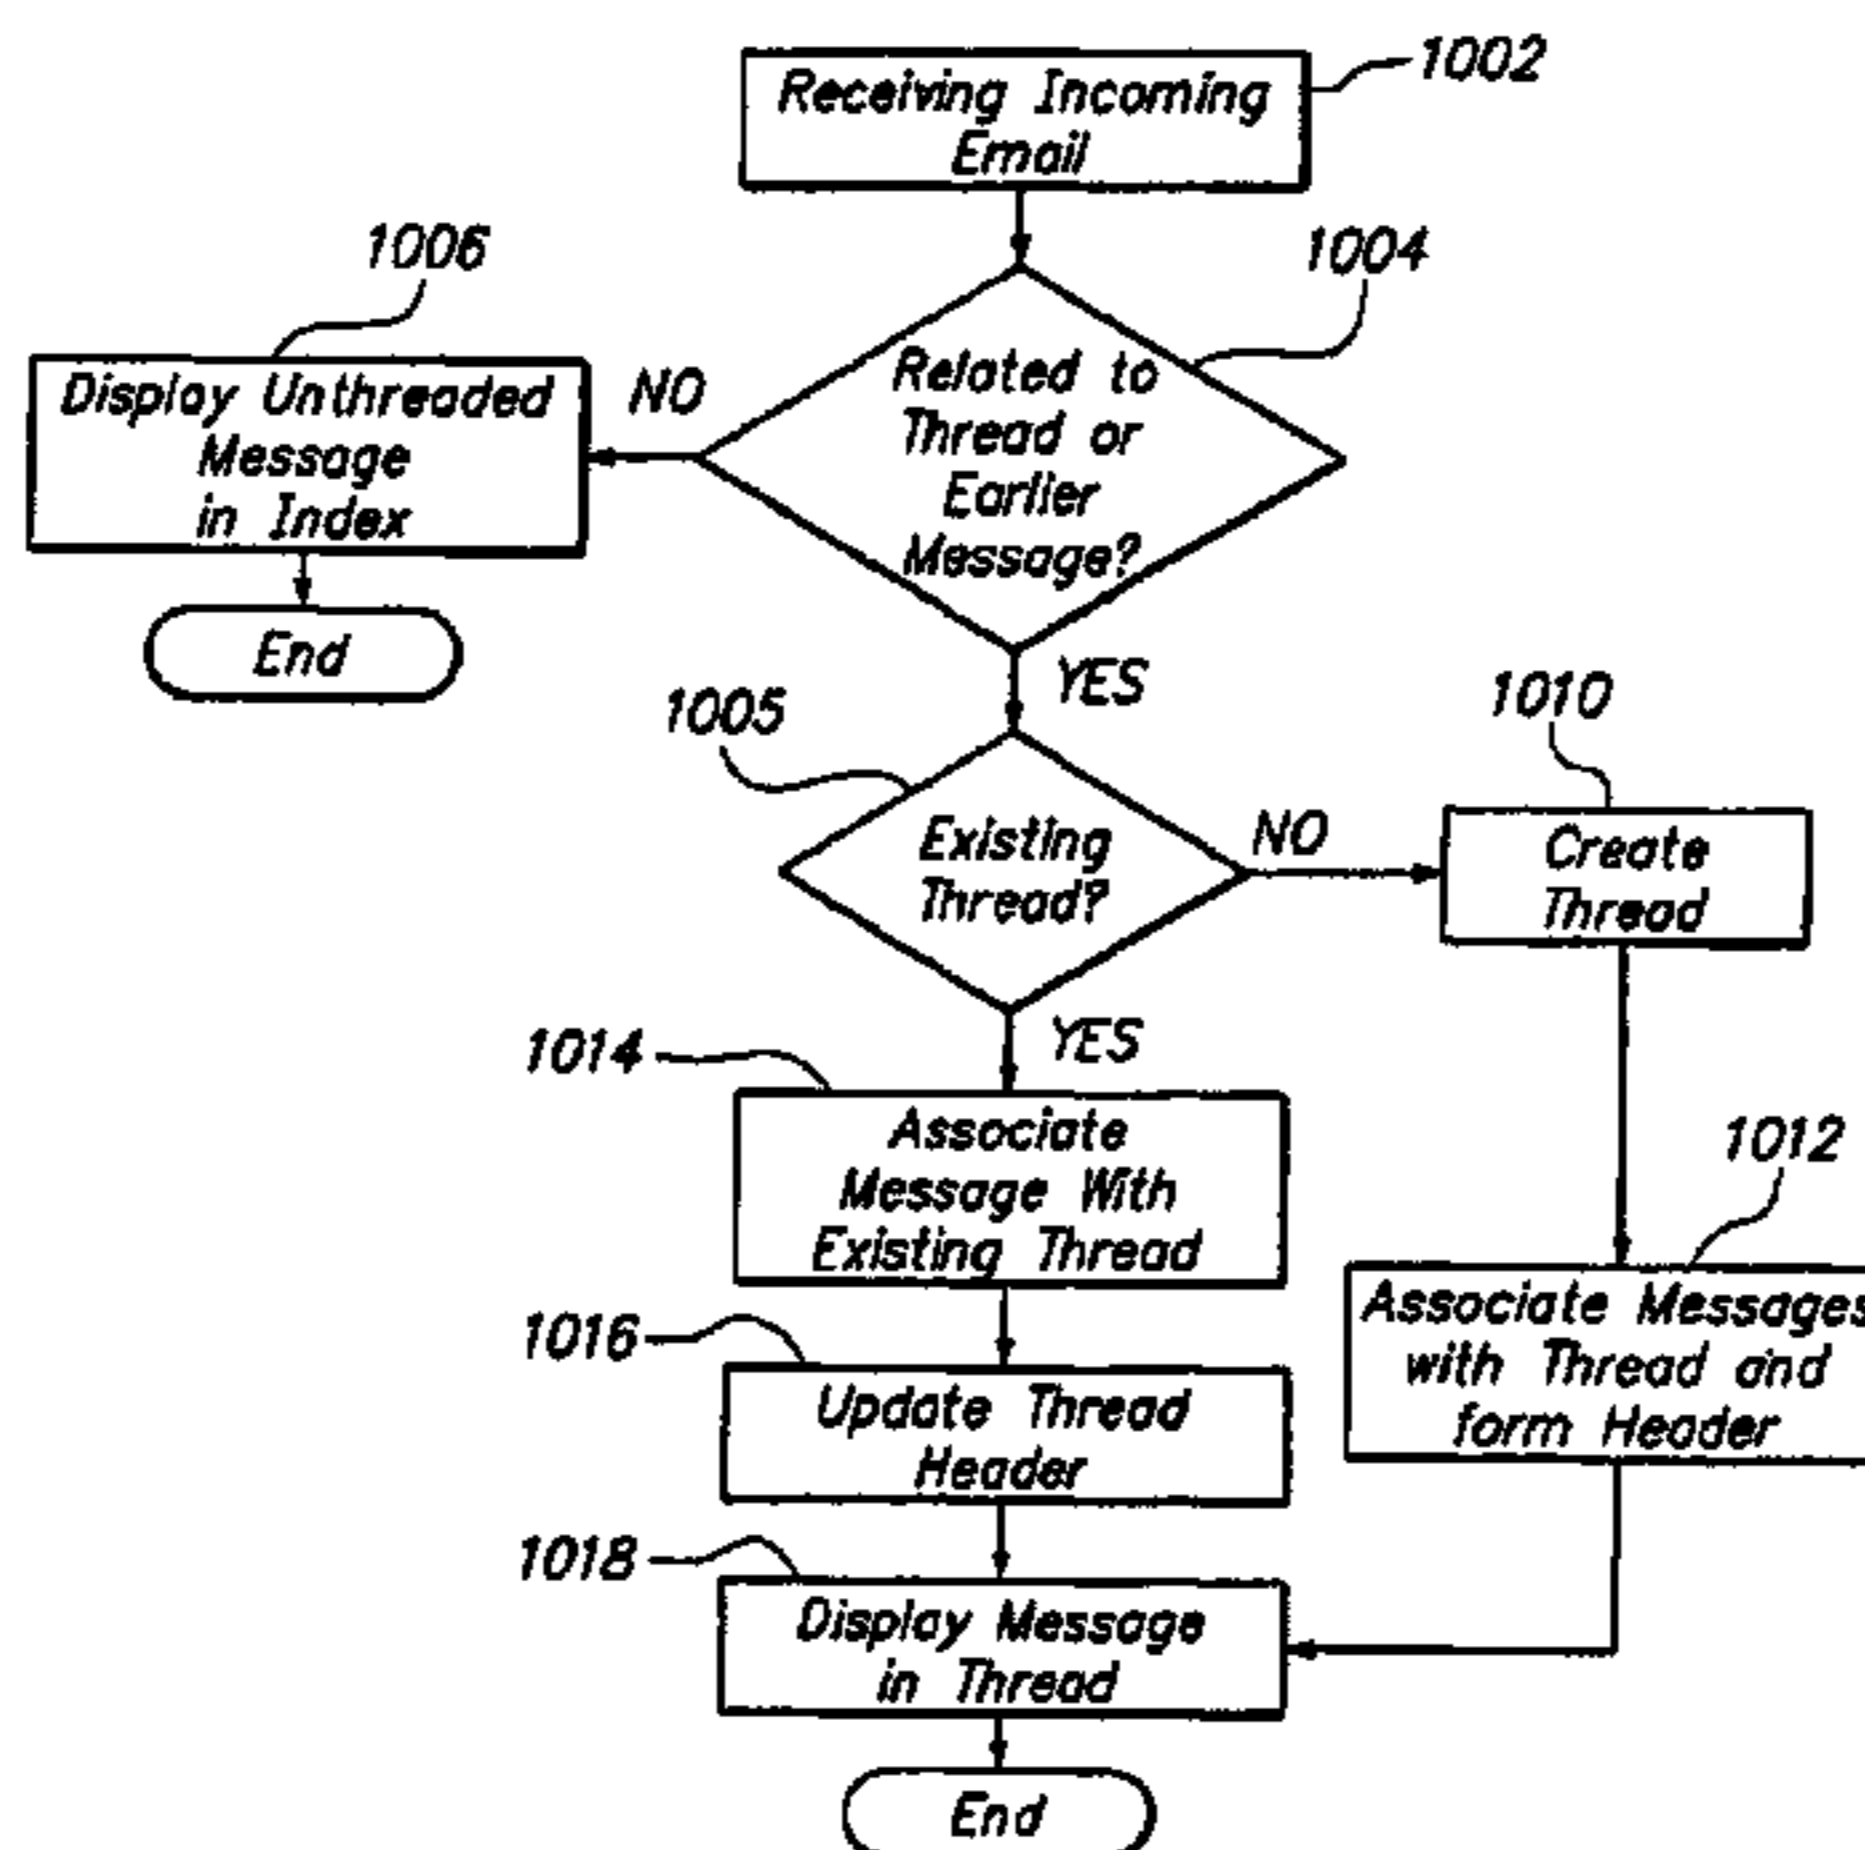 Receiving Incoming
Email
1002
1006
1004
Display Unthreaded
Message
in Index
NO
Related to
Thread or
Earlier
Message?
End
YES
1005
1010
Existing
Thread?
NO
Create
Thread
YES
1014
Associate
Message With
Existing Thread
1012
Associate Messages
with Thread and
form Header
1016
Update Thread
Header
1018
Display Message
in Thread
End